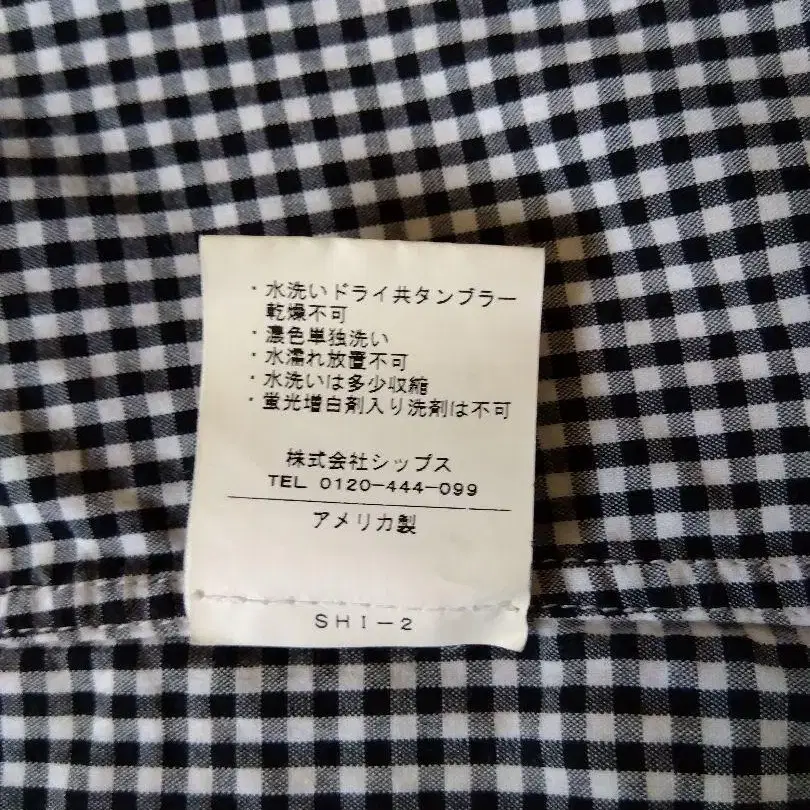 ・水洗いドライ共タンブラー
乾燥不可
・濃色単独洗い
・水濡れ放置不可
・水洗いは多少収縮
・蛍光増白剤入り洗剤は不可
株式会社シップス
TEL 0120-444-099
アメリカ製
SHI-2